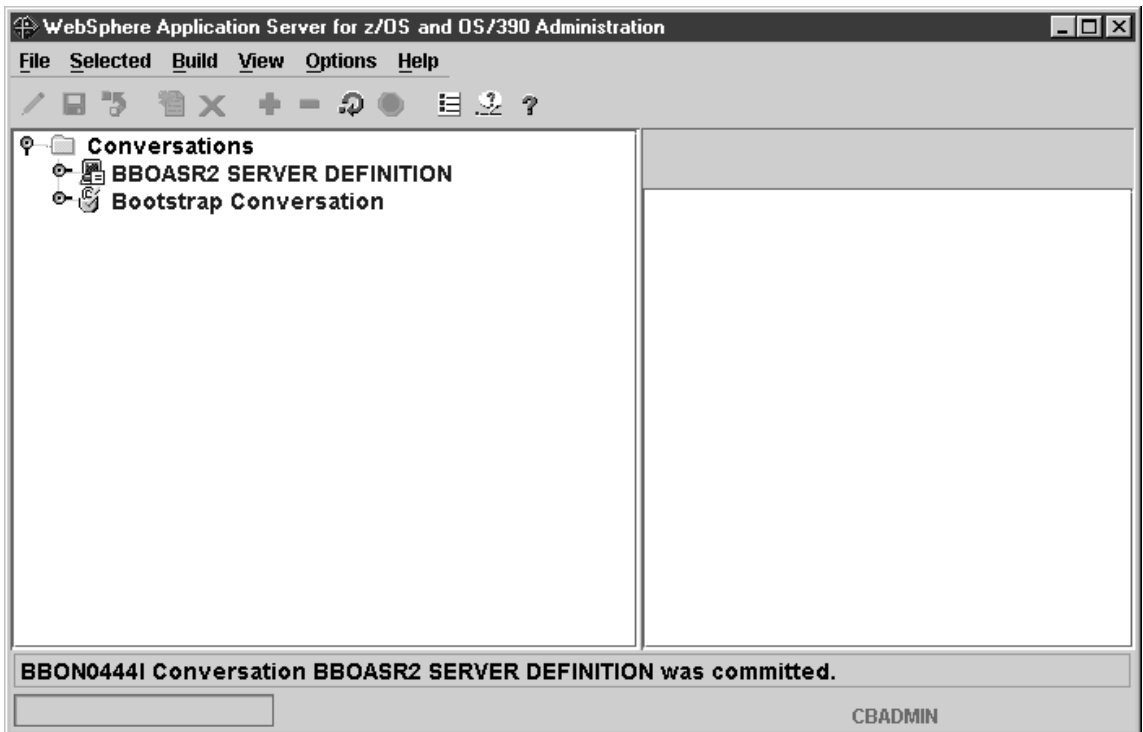 WebSphere Application Server for z/OS and OS/390 Administration
File Selected Build View Options Help
Conversations
BBOASR2 SERVER DEFINITION
Bootstrap Conversation
BBON0444I Conversation BBOASR2 SERVER DEFINITION was committed.
CBADMIN